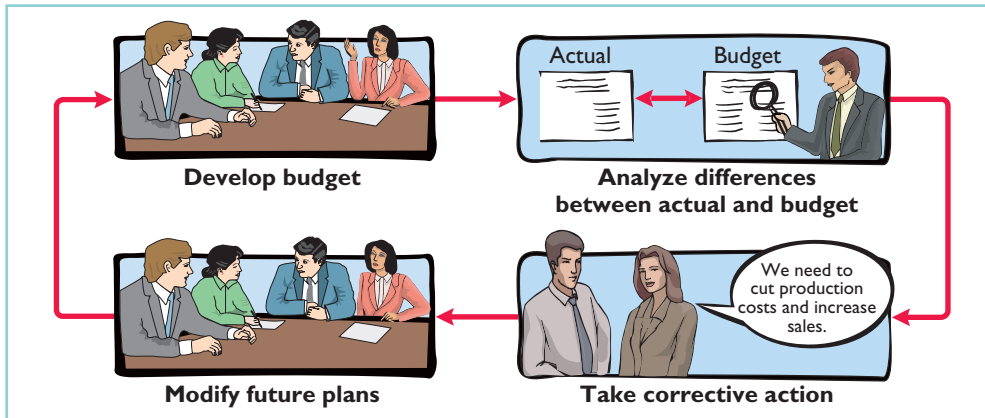 Actual
Budget
Develop budget
Analyze differences
between actual and budget
We need to
cut production
costs and increase
sales.
Modify future plans
Take corrective action